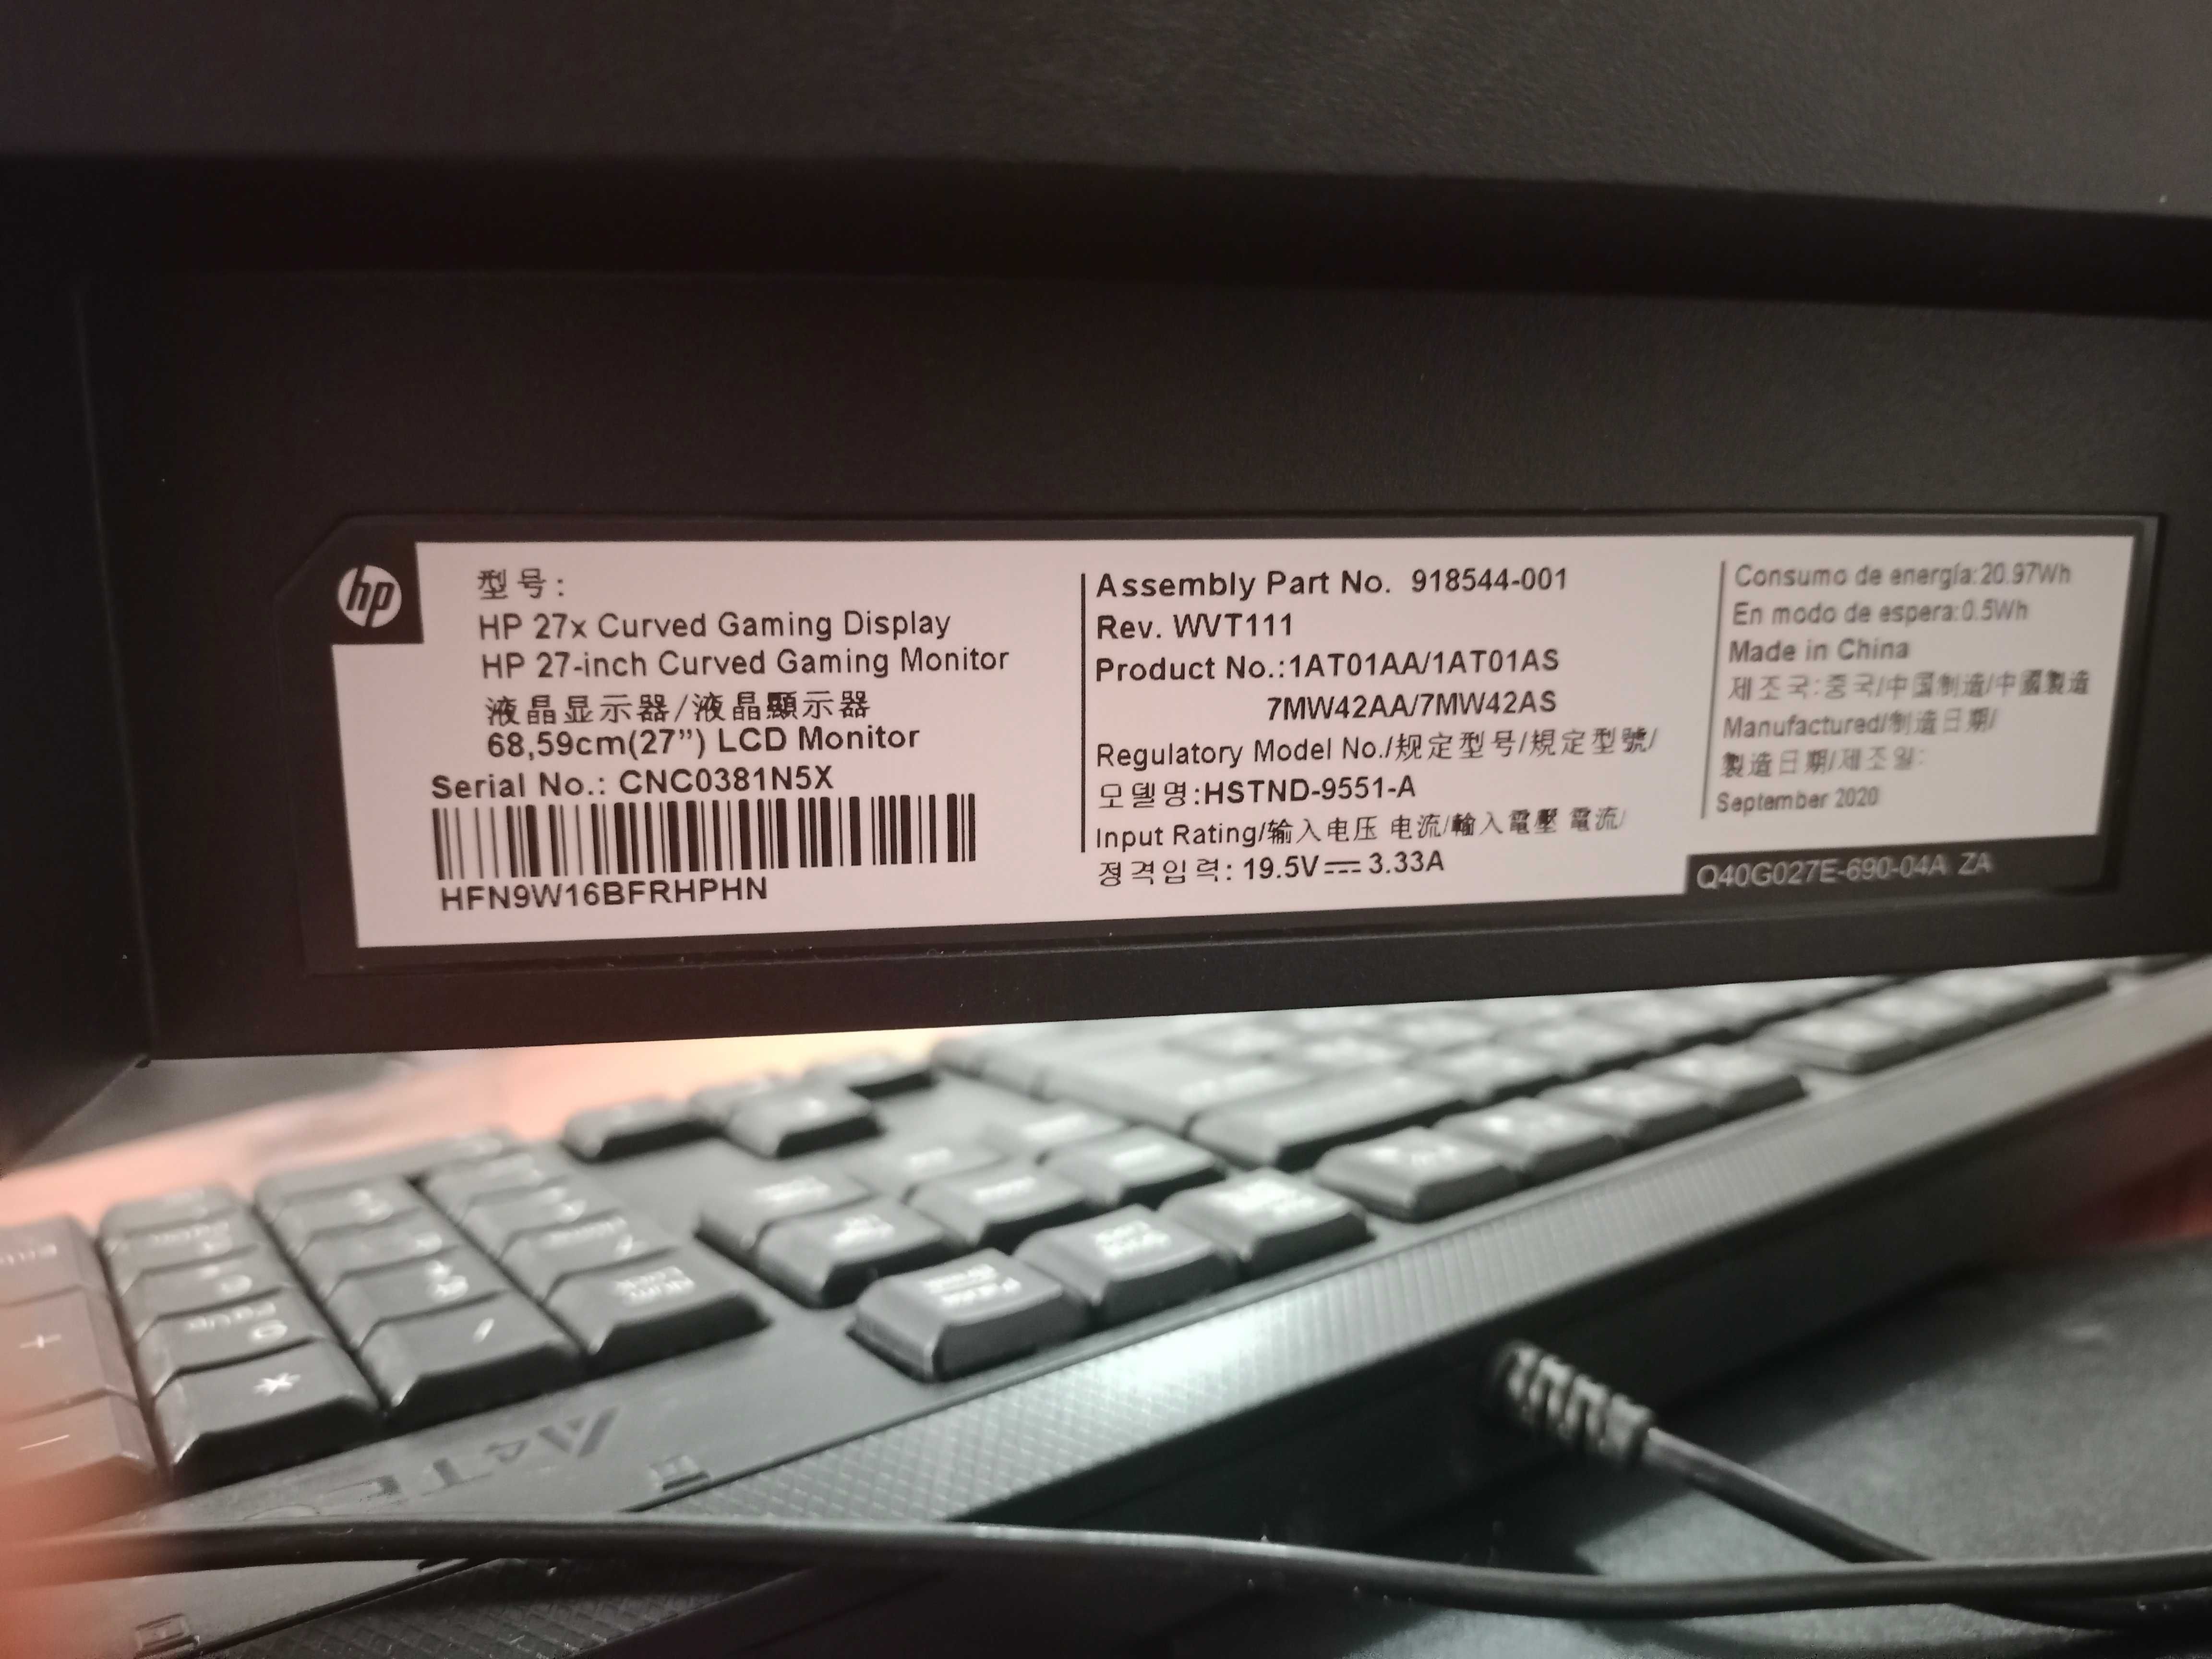 hp
型号:
HP 27x Curved Gaming Display
HP 27-inch Curved Gaming Monitor
液晶显示器/液晶顯示器
68,59cm(27”) LCD Monitor
Serial No.: CNC0381N5X
HFN9W16BFRHPHN
Assembly Part No. 918544-001
Rev. WVT111
Product No.:1AT01AA/1AT01AS
7MW42AA/7MW42AS
Regulatory Model No./规定型号/規定型號/
모델명:HSTND-9551-A
Input Rating/输入电压 电流/輸入電壓 電流/
정격입력: 19.5V⎓3.33A
Consumo de energía:20.97Wh
En modo de espera:0.5Wh
Made in China
제조국:중국/中国制造/中國製造
Manufactured/制造日期/
製造日期/제조일:
September 2020
Q40G027E-690-04A ZA
Num
Lock
/
*
+
A4TE